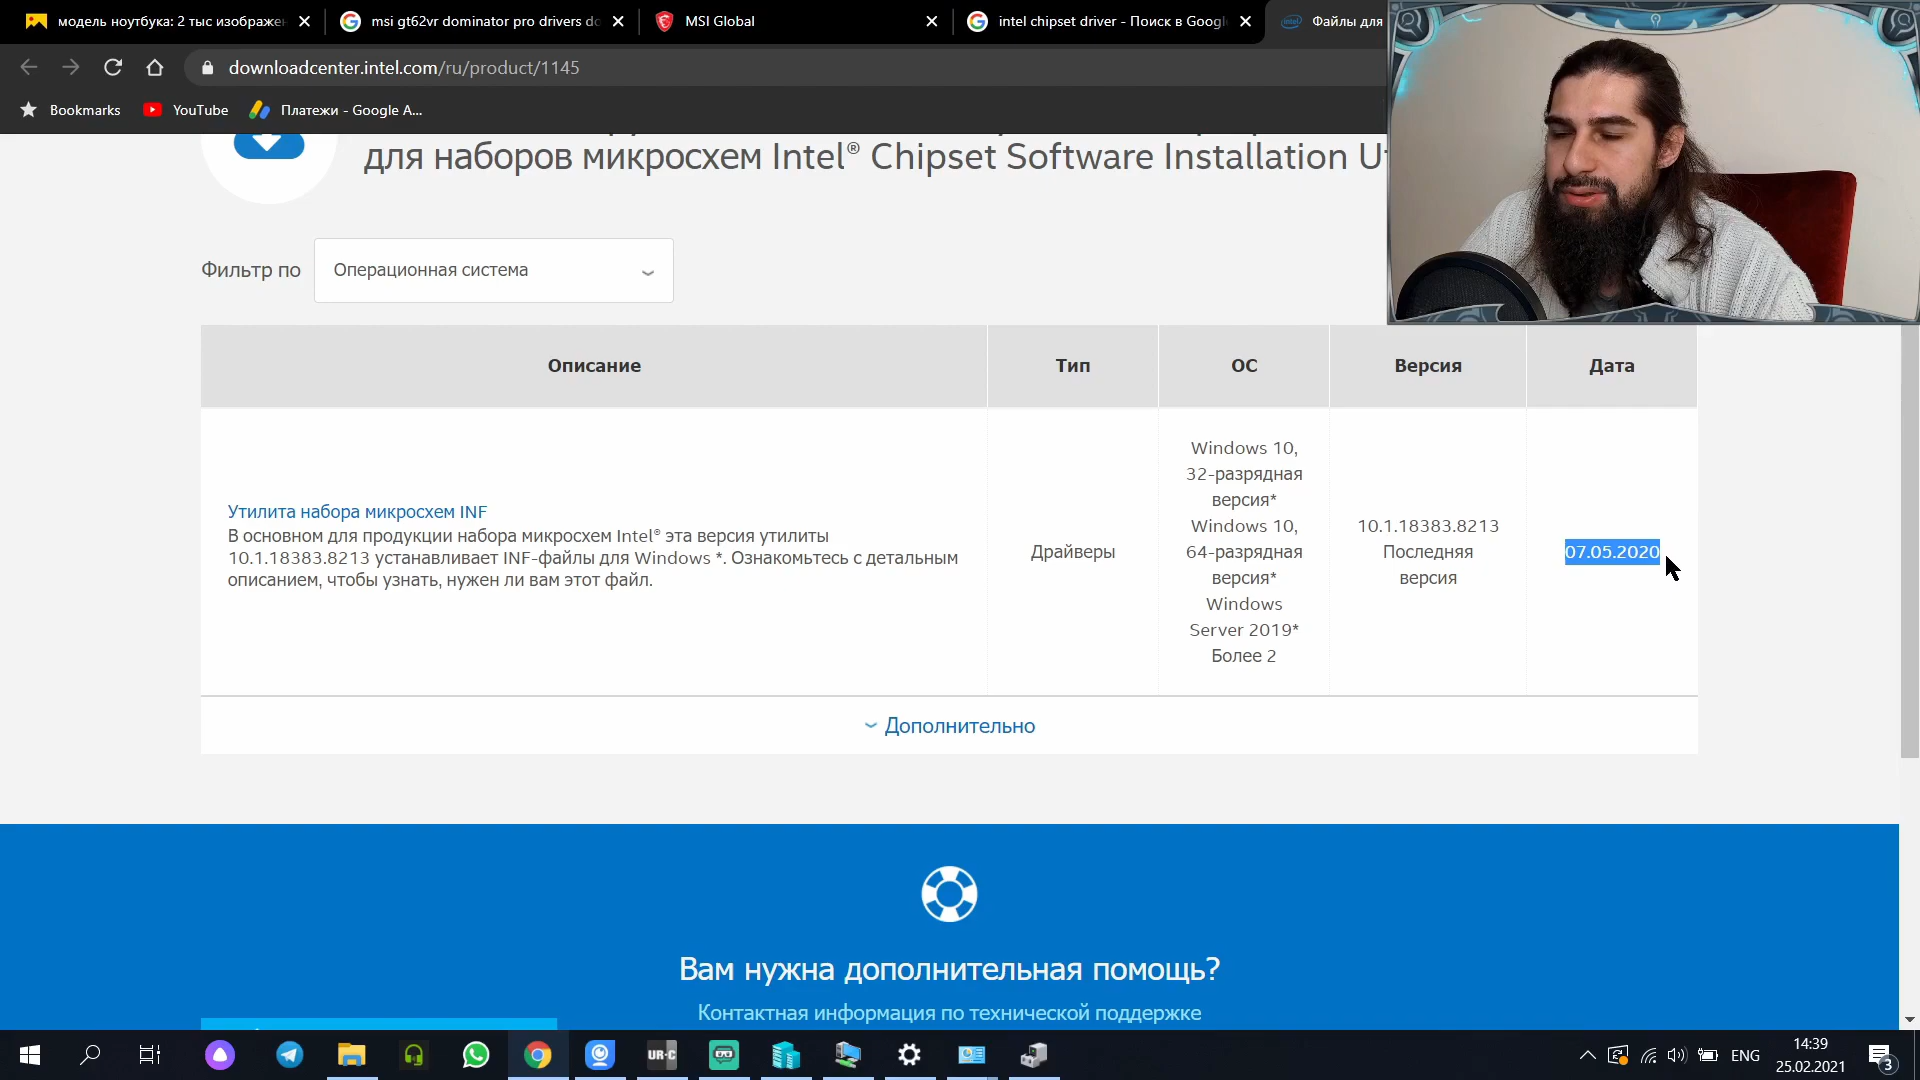 модель ноутбука: 2 тыс изображен
msi gt62vr dominator pro drivers do
MSI Global
intel chipset driver - Поиск в Googl
Файлы для
downloadcenter.intel.com/ru/product/1145
Bookmarks
YouTube
Платежи - Google A...
для наборов микросхем Intel® Chipset Software Installation Ut
Фильтр по
Операционная система
Описание
Тип
ОС
Версия
Дата
Утилита набора микросхем INF
В основном для продукции набора микросхем Intel® эта версия утилиты
10.1.18383.8213 устанавливает INF-файлы для Windows *. Ознакомьтесь с детальным
описанием, чтобы узнать, нужен ли вам этот файл.
Драйверы
Windows 10,
32-разрядная
версия*
Windows 10,
64-разрядная
версия*
Windows
Server 2019*
Более 2
10.1.18383.8213
Последняя
версия
07.05.2020
Дополнительно
Вам нужна дополнительная помощь?
Контактная информация по технической поддержке
UR-C
ENG
14:39
25.02.2021
3